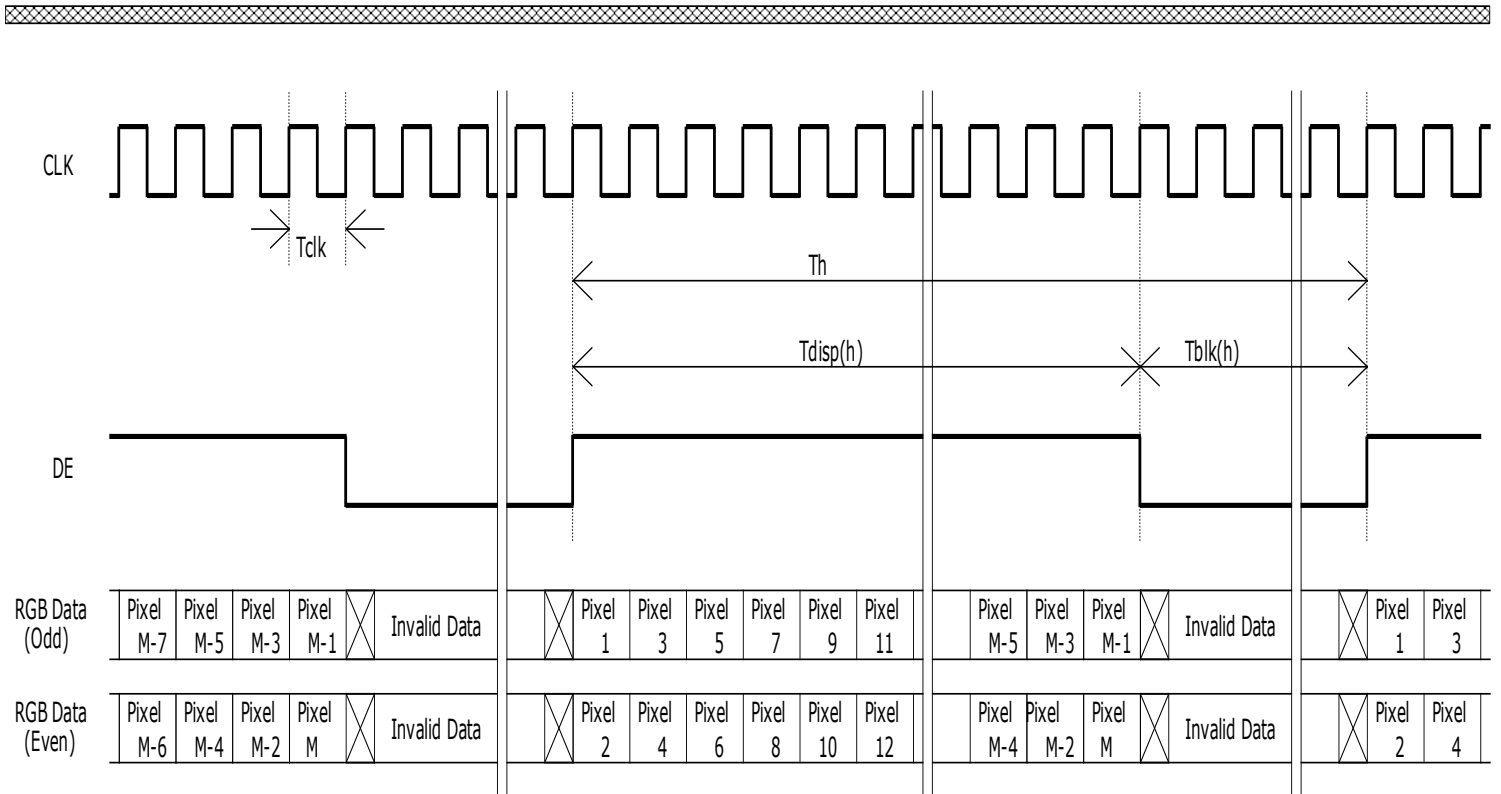 CLK
Tclk
Th
Tdisp(h) Tblk(h)
DE
RGB Data
(Odd)
Pixel Pixel Pixel Pixel Invalid Data Pixel Pixel Pixel Pixel Pixel Pixel Pixel Pixel Pixel Invalid Data Pixel Pixel
M-7 M-5 M-3 M-1 1 3 5 7 9 11 M-5 M-3 M-1 1 3
RGB Data
(Even)
Pixel Pixel Pixel Pixel Invalid Data Pixel Pixel Pixel Pixel Pixel Pixel Pixel Pixel Pixel Invalid Data Pixel Pixel
M-6 M-4 M-2 M 2 4 6 8 10 12 M-4 M-2 M 2 4